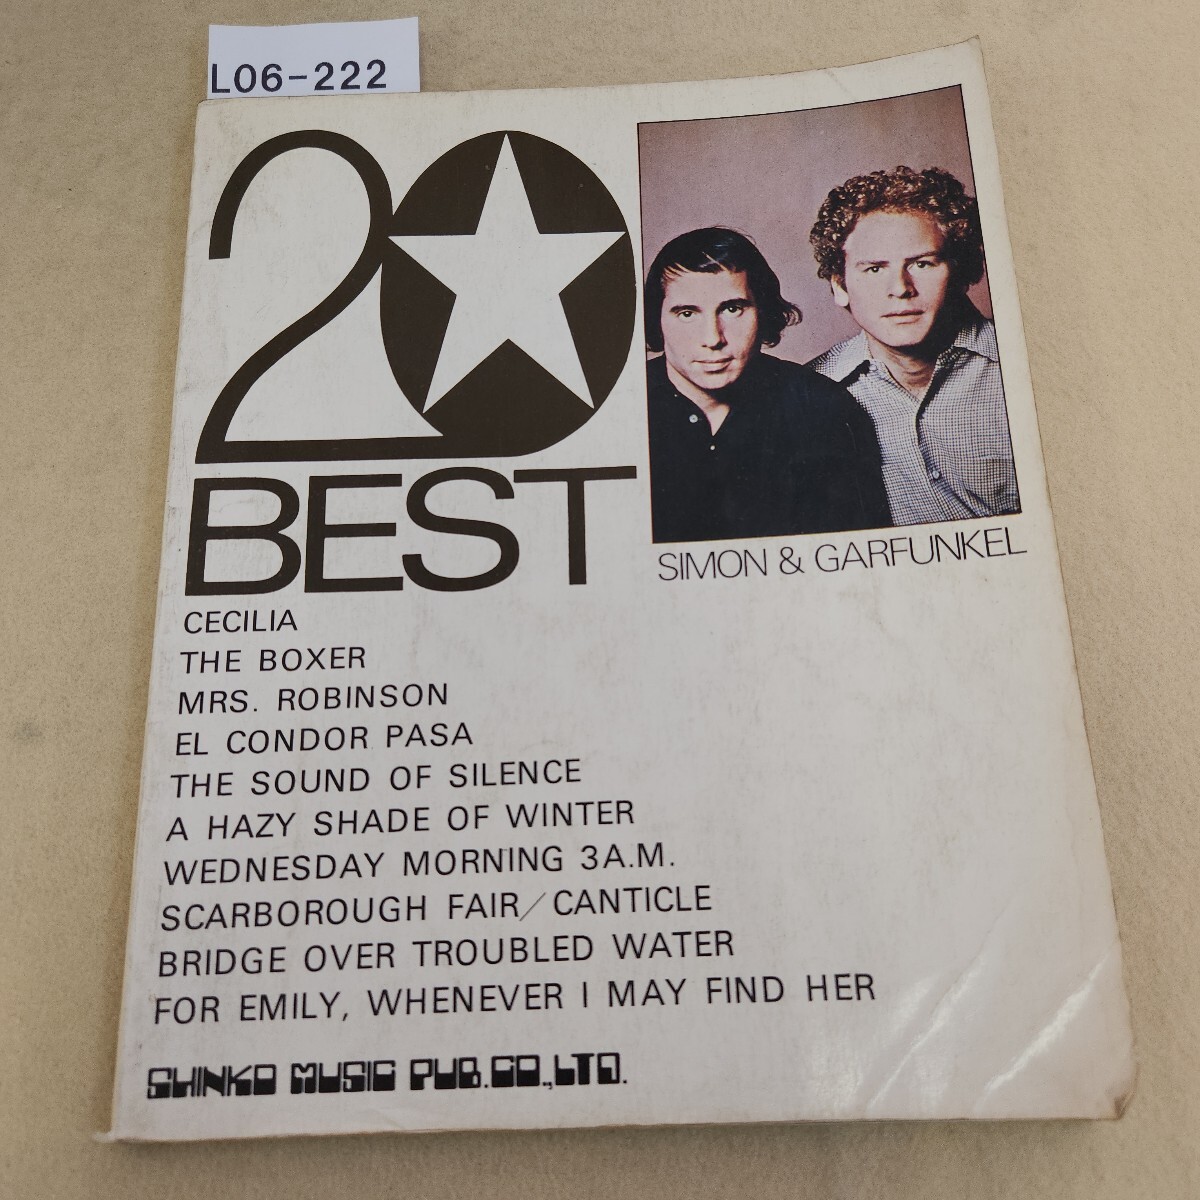 L06-222
20
BEST
SIMON & GARFUNKEL
CECILIA
THE BOXER
MRS. ROBINSON
EL CONDOR PASA
THE SOUND OF SILENCE
A HAZY SHADE OF WINTER
WEDNESDAY MORNING 3A.M.
SCARBOROUGH FAIR/CANTICLE
BRIDGE OVER TROUBLED WATER
FOR EMILY, WHENEVER I MAY FIND HER
SHINKO MUSIC PUB.CO.,LTD.